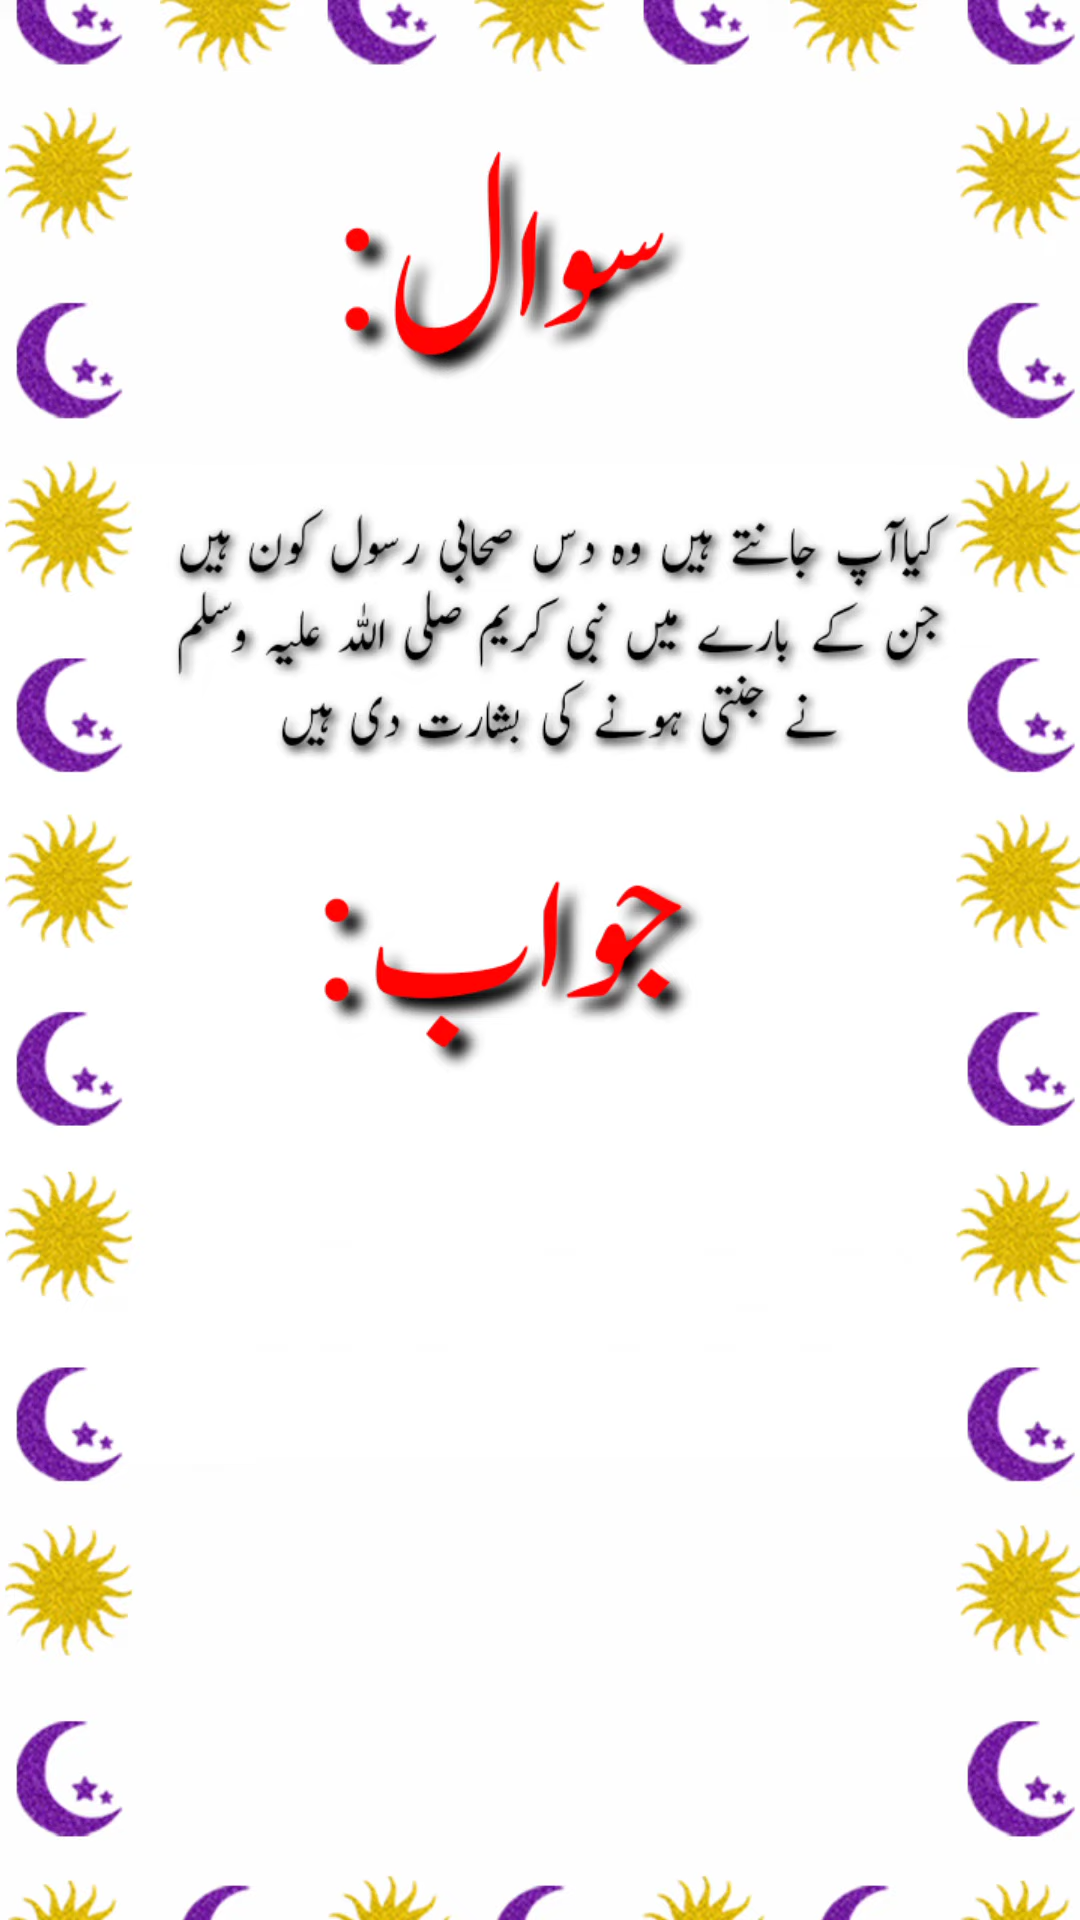 سوال:
کیاآپ جانتے ہیں وہ دس صحابی رسول کون ہیں
جن کے بارے میں نبی کریم صلی اللہ علیہ وسلم
نے جنتی ہونے کی بشارت دی ہیں
جواب: